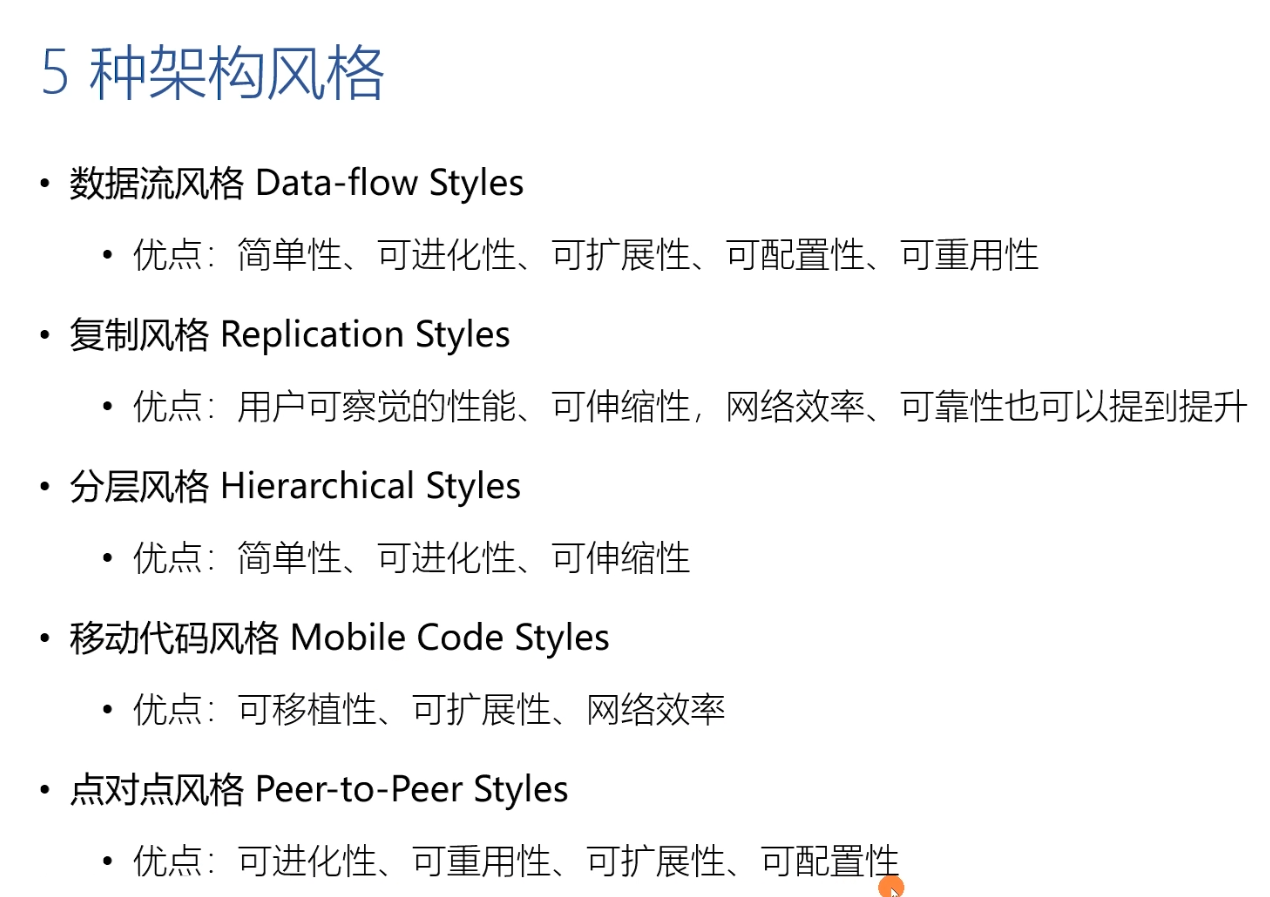 5 种架构风格
• 数据流风格 Data-flow Styles
• 优点：简单性、可进化性、可扩展性、可配置性、可重用性
• 复制风格 Replication Styles
• 优点：用户可察觉的性能、可伸缩性，网络效率、可靠性也可以提到提升
• 分层风格 Hierarchical Styles
• 优点：简单性、可进化性、可伸缩性
• 移动代码风格 Mobile Code Styles
• 优点：可移植性、可扩展性、网络效率
• 点对点风格 Peer-to-Peer Styles
• 优点：可进化性、可重用性、可扩展性、可配置性